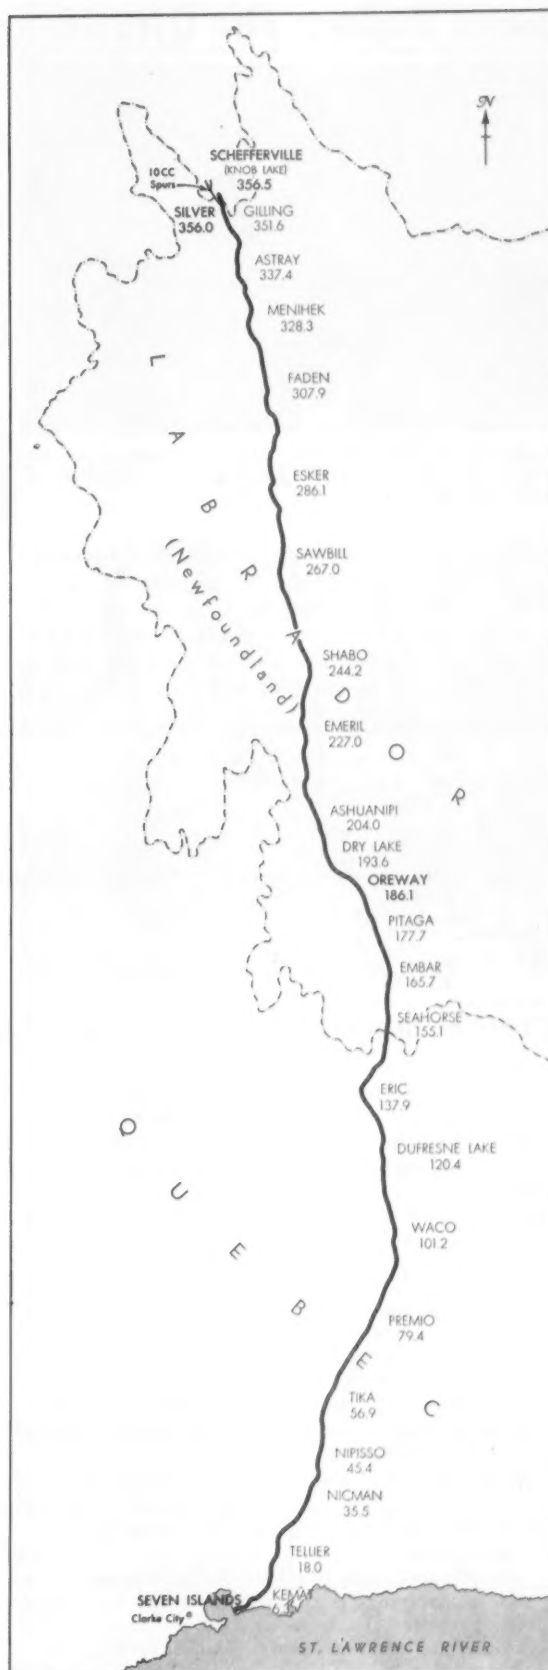 N
SCHEFFERVILLE
(KNOB LAKE)
356.5
IOCC
Spurs
SILVER
356.0
GILLING
351.6
ASTRAY
337.4
MENIHEK
328.3
FADEN
307.9
ESKER
286.1
SAWBILL
267.0
LABRADOR
(Newfoundland)
SHABO
244.2
EMERIL
227.0
ASHUANIPI
204.0
DRY LAKE
193.6
OREWAY
186.1
PITAGA
177.7
EMBAR
165.7
SEAHORSE
155.1
ERIC
137.9
DUFRESNE LAKE
120.4
QUEBEC
WACO
101.2
PREMIO
79.4
TIKA
56.9
NIPISSO
45.4
NICMAN
35.5
TELLIER
18.0
SEVEN ISLANDS
Clarke City
ST. LAWRENCE RIVER